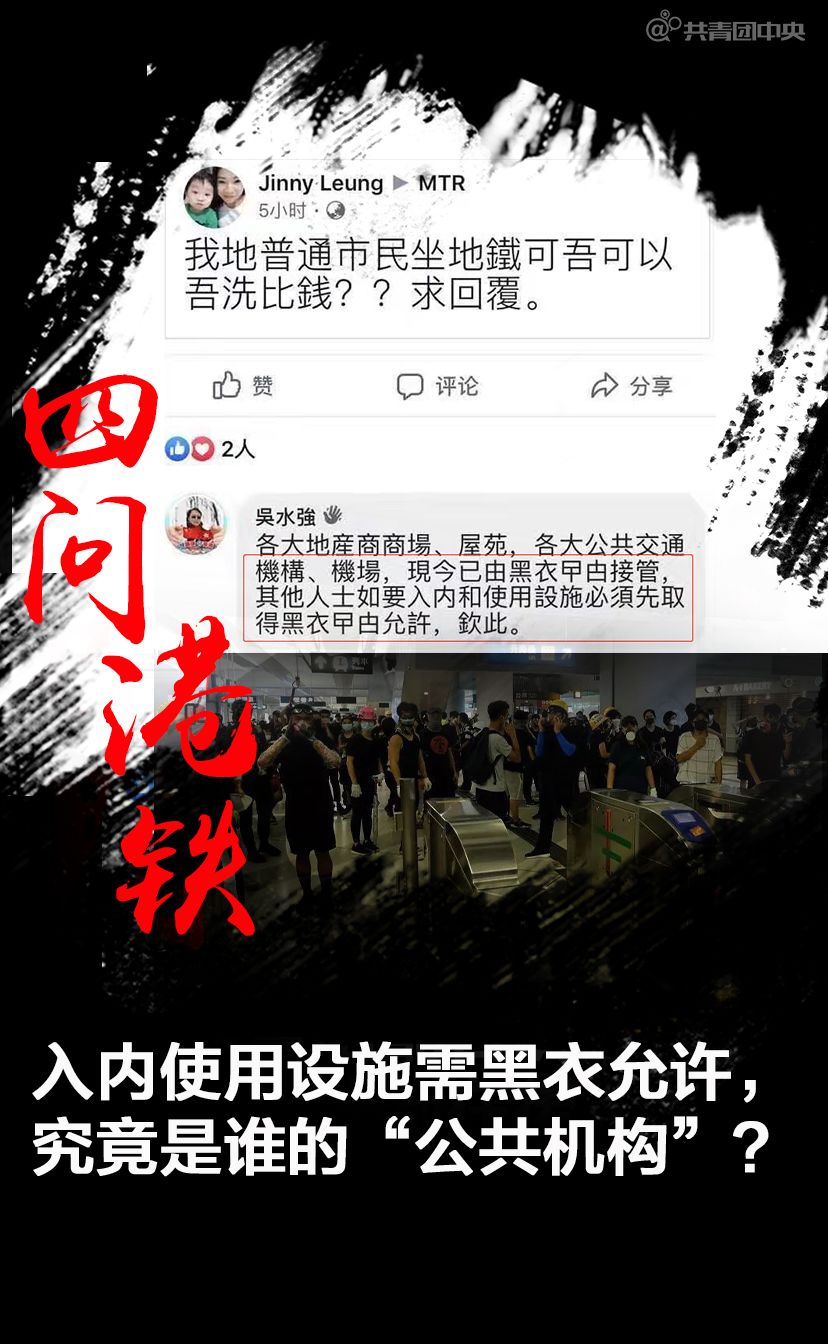 @共青团中央
Jinny Leung ▶ MTR
5小时 ·
我地普通市民坐地鐵可吾可以
吾洗比錢？？求回覆。
赞 评论 分享
2人
吳水強
各大地産商商場、屋苑，各大公共交通
機構、機場，現今已由黑衣曱甴接管，
其他人士如要入内和使用設施必須先取
得黑衣曱甴允許，欽此。
四问港铁
入内使用设施需黑衣允许，
究竟是谁的“公共机构”？